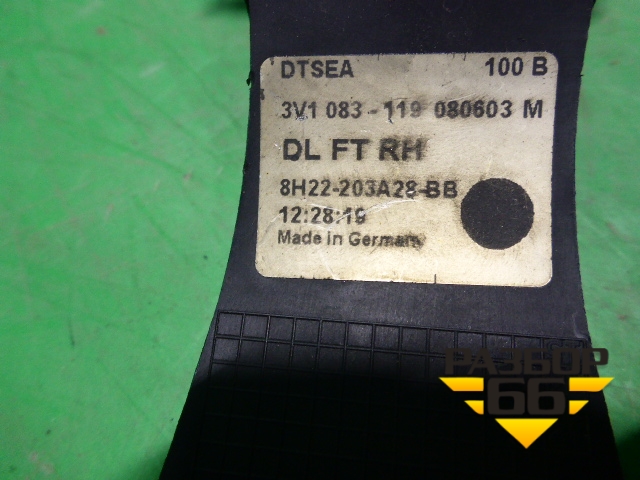 DTSEA 100 B
3V1 083 - 119 080603 M
DL FT RH
8H22-203A28-BB
12:28:19
Made in Germany
РАЗБОР
66